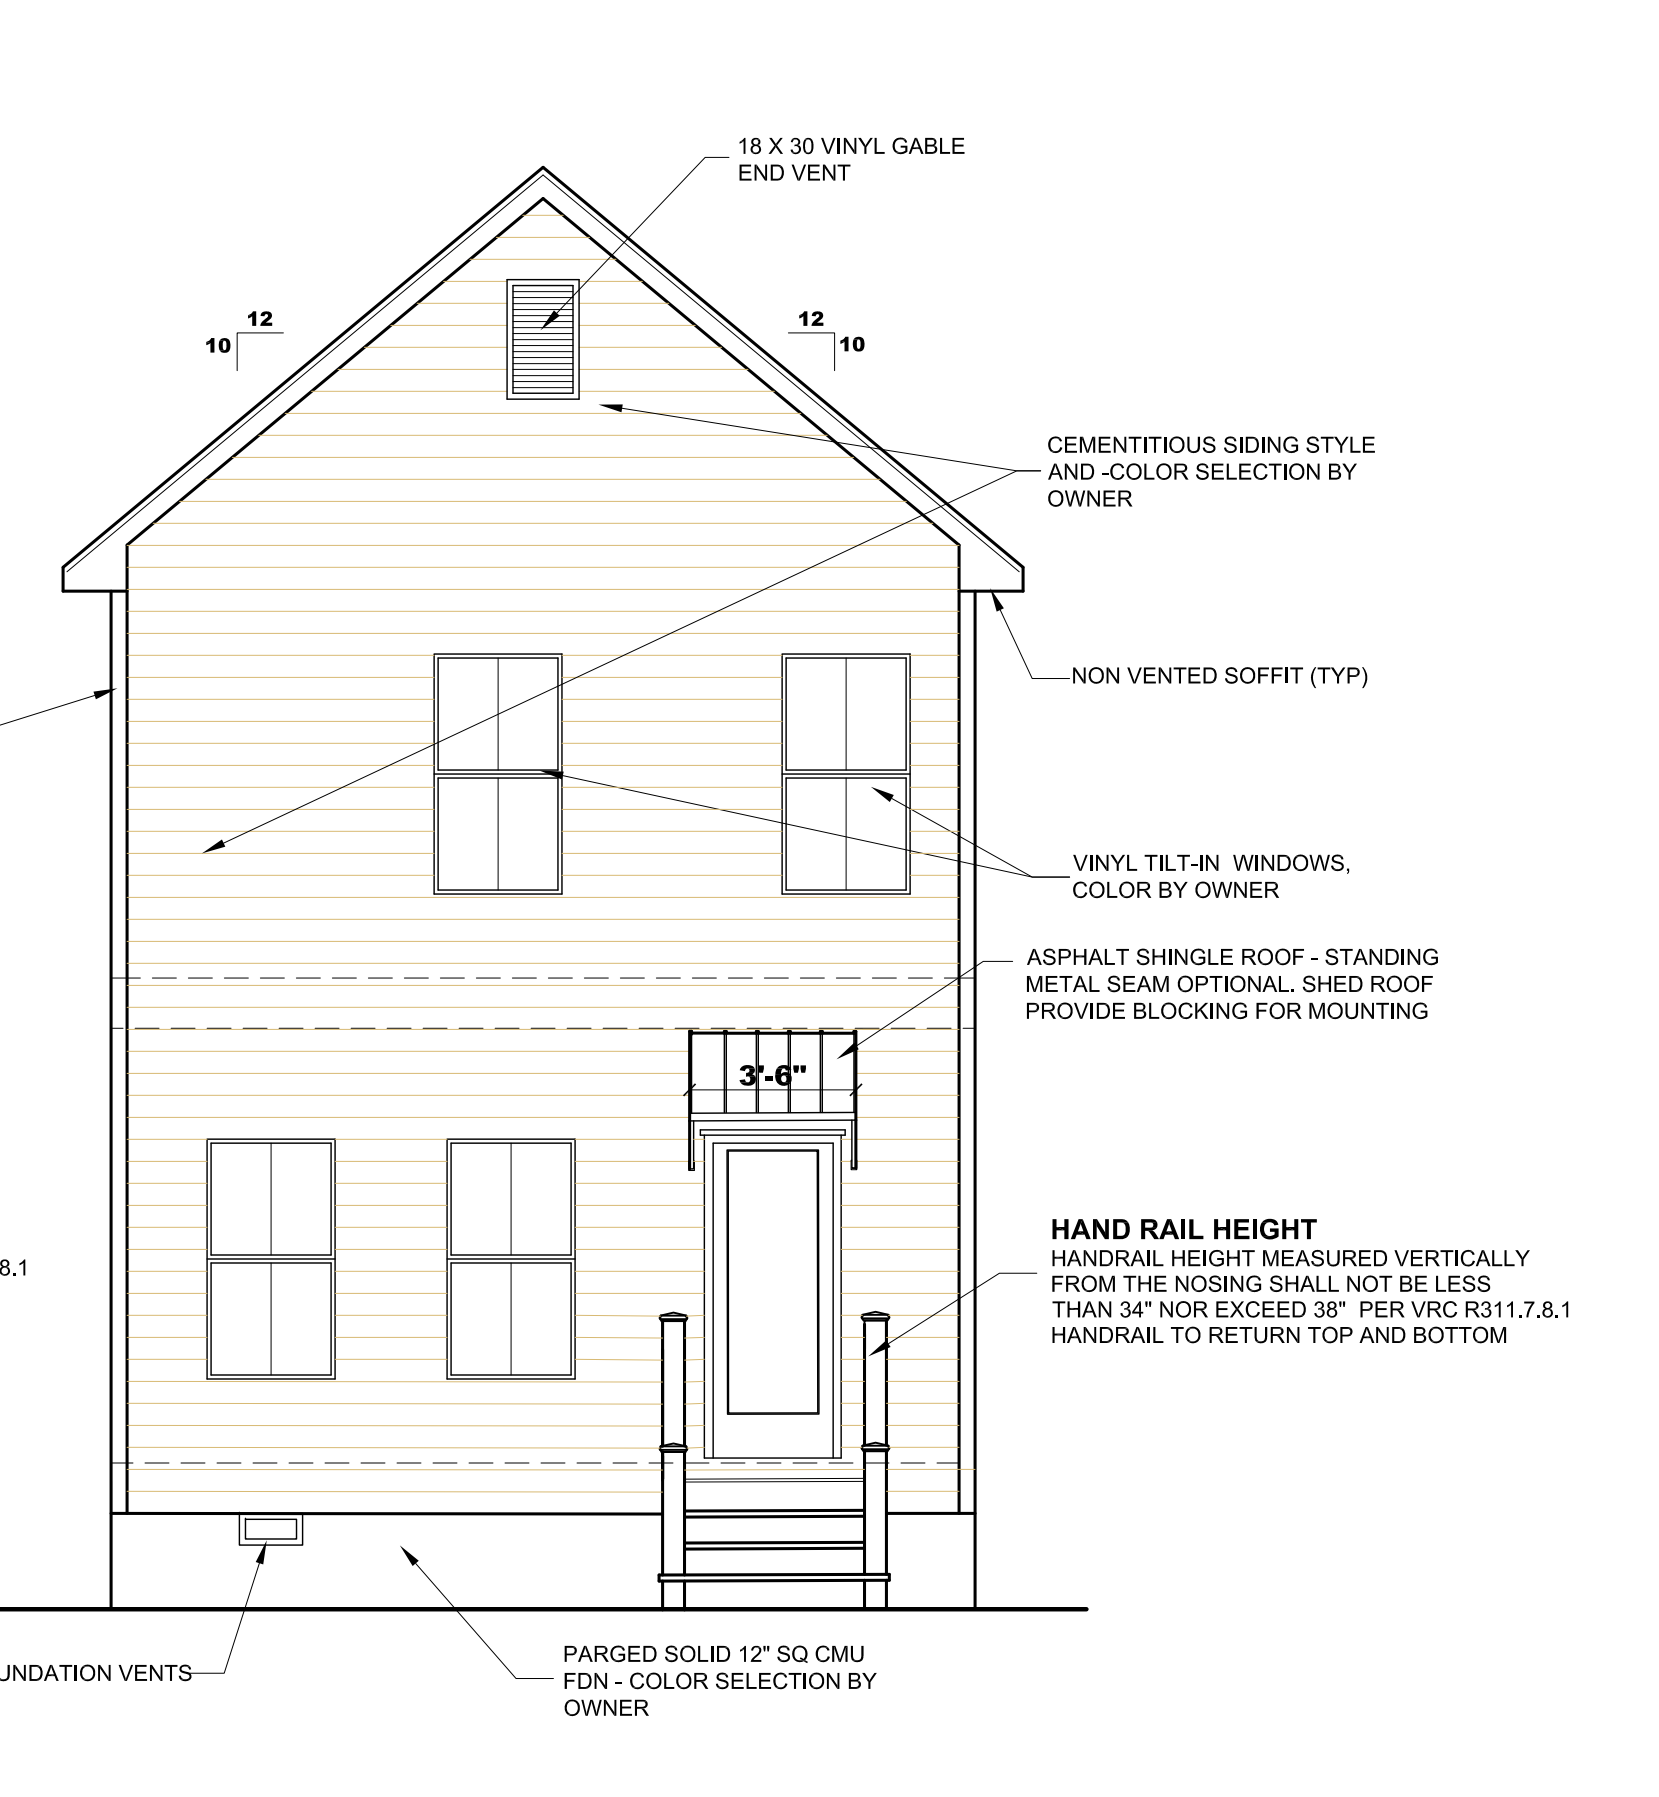 18 X 30 VINYL GABLE
END VENT
12
10
12
10
CEMENTITIOUS SIDING STYLE
AND -COLOR SELECTION BY
OWNER
NON VENTED SOFFIT (TYP)
VINYL TILT-IN WINDOWS,
COLOR BY OWNER
ASPHALT SHINGLE ROOF - STANDING
METAL SEAM OPTIONAL. SHED ROOF
PROVIDE BLOCKING FOR MOUNTING
3'-6"
HAND RAIL HEIGHT
HANDRAIL HEIGHT MEASURED VERTICALLY
FROM THE NOSING SHALL NOT BE LESS
THAN 34" NOR EXCEED 38" PER VRC R311.7.8.1
HANDRAIL TO RETURN TOP AND BOTTOM
8.1
UNDATION VENTS
PARGED SOLID 12" SQ CMU
FDN - COLOR SELECTION BY
OWNER